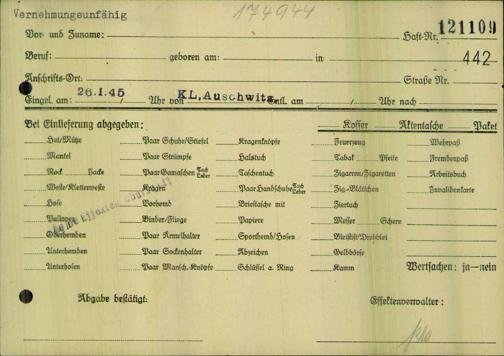 Vernehmungsunfähig 174944
Vor- und Zuname: Haft-Nr. 121109
Beruf: geboren am: in 442
Anschrifts-Ort: Straße Nr.
Eingel. am: 26.1.45 / Uhr von KL.Auschwitz Entl. am: / Uhr nach
Bei Einlieferung abgegeben: Koffer Aktentasche Paket
Hut/Mütze Paar Schuhe/Stiefel Kragenknöpfe Feuerzeug Wehrpaß
Mantel Paar Strümpfe Halstuch Tabak Pfeife Fremdenpaß
Rock Jacke Paar Gamaschen Tuch Leder Taschentuch Zigarren/Zigaretten Arbeitsbuch
Weste/Kletterweste Kragen Paar Handschuhe Tuch Leder Zig.-Blättchen Invalidenkarte
Hose Vorhemd Brieftasche mit Ziertuch
Pullover Binder/Fliege Papiere Messer Schere
Oberhemden Paar Ärmelhalter Sporthemd/Hosen Bleistift/Drehblei
Unterhemden Paar Sockenhalter Abzeichen Geldbörse
Unterhosen Paar Mansch.-Knöpfe Schlüssel a. Ring Kamm Wertsachen: ja—nein
Keine Effekten
Abgabe bestätigt: Effektenverwalter: